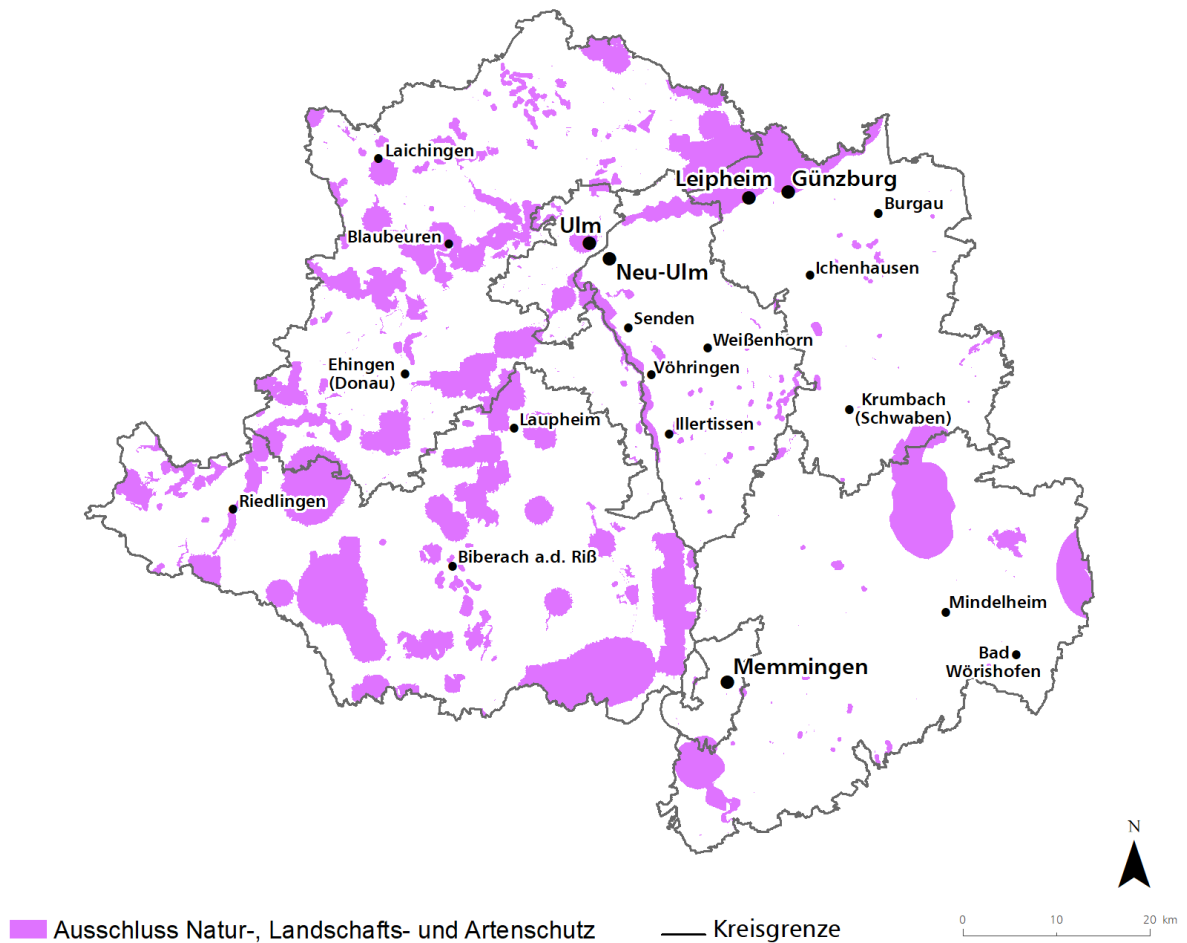 Laichingen
Leipheim
Günzburg
Burgau
Ulm
Blaubeuren
Neu-Ulm
Ichenhausen
Senden
Weißenhorn
Ehingen
(Donau)
Vöhringen
Krumbach
(Schwaben)
Laupheim
Illertissen
Riedlingen
Biberach a.d. Riß
Mindelheim
Bad
Wörishofen
Memmingen
N
0 10 20 km
Ausschluss Natur-, Landschafts- und Artenschutz
Kreisgrenze